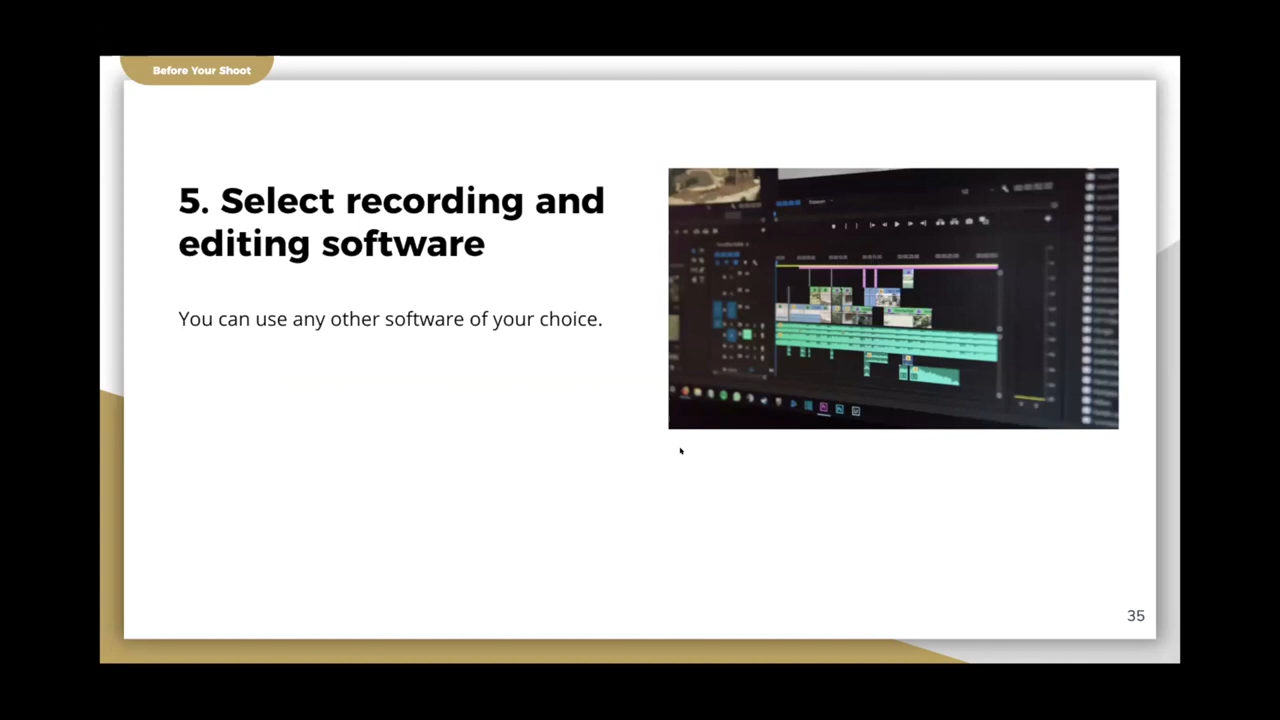 Before Your Shoot
5. Select recording and
editing software
You can use any other software of your choice.
35